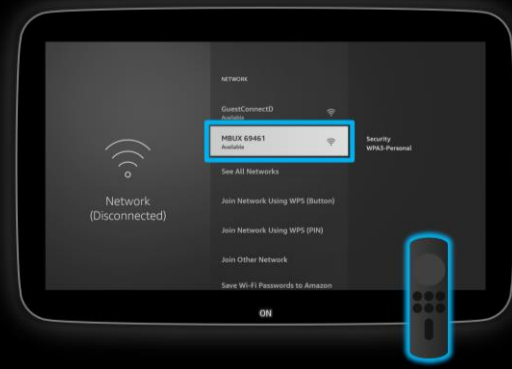 NETWORK
GuestConnectD
Available
MBUX 69461
Available
See All Networks
Join Network Using WPS (Button)
Join Network Using WPS (PIN)
Join Other Network
Save Wi-Fi Passwords to Amazon
Network
(Disconnected)
Security
WPA3-Personal
ON